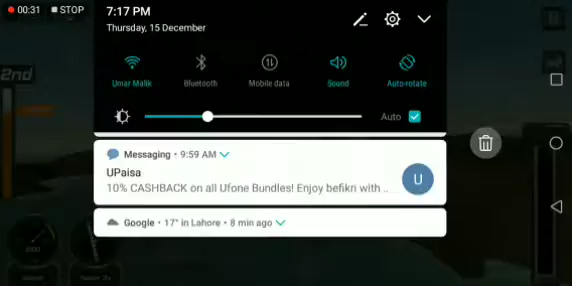 00:31 STOP
7:17 PM
Thursday, 15 December
2nd
Umar Malik
Bluetooth
Mobile data
Sound
Auto-rotate
Auto
Messaging • 9:59 AM
UPaisa
10% CASHBACK on all Ufone Bundles! Enjoy befikri with ..
U
Google • 17° in Lahore • 8 min ago